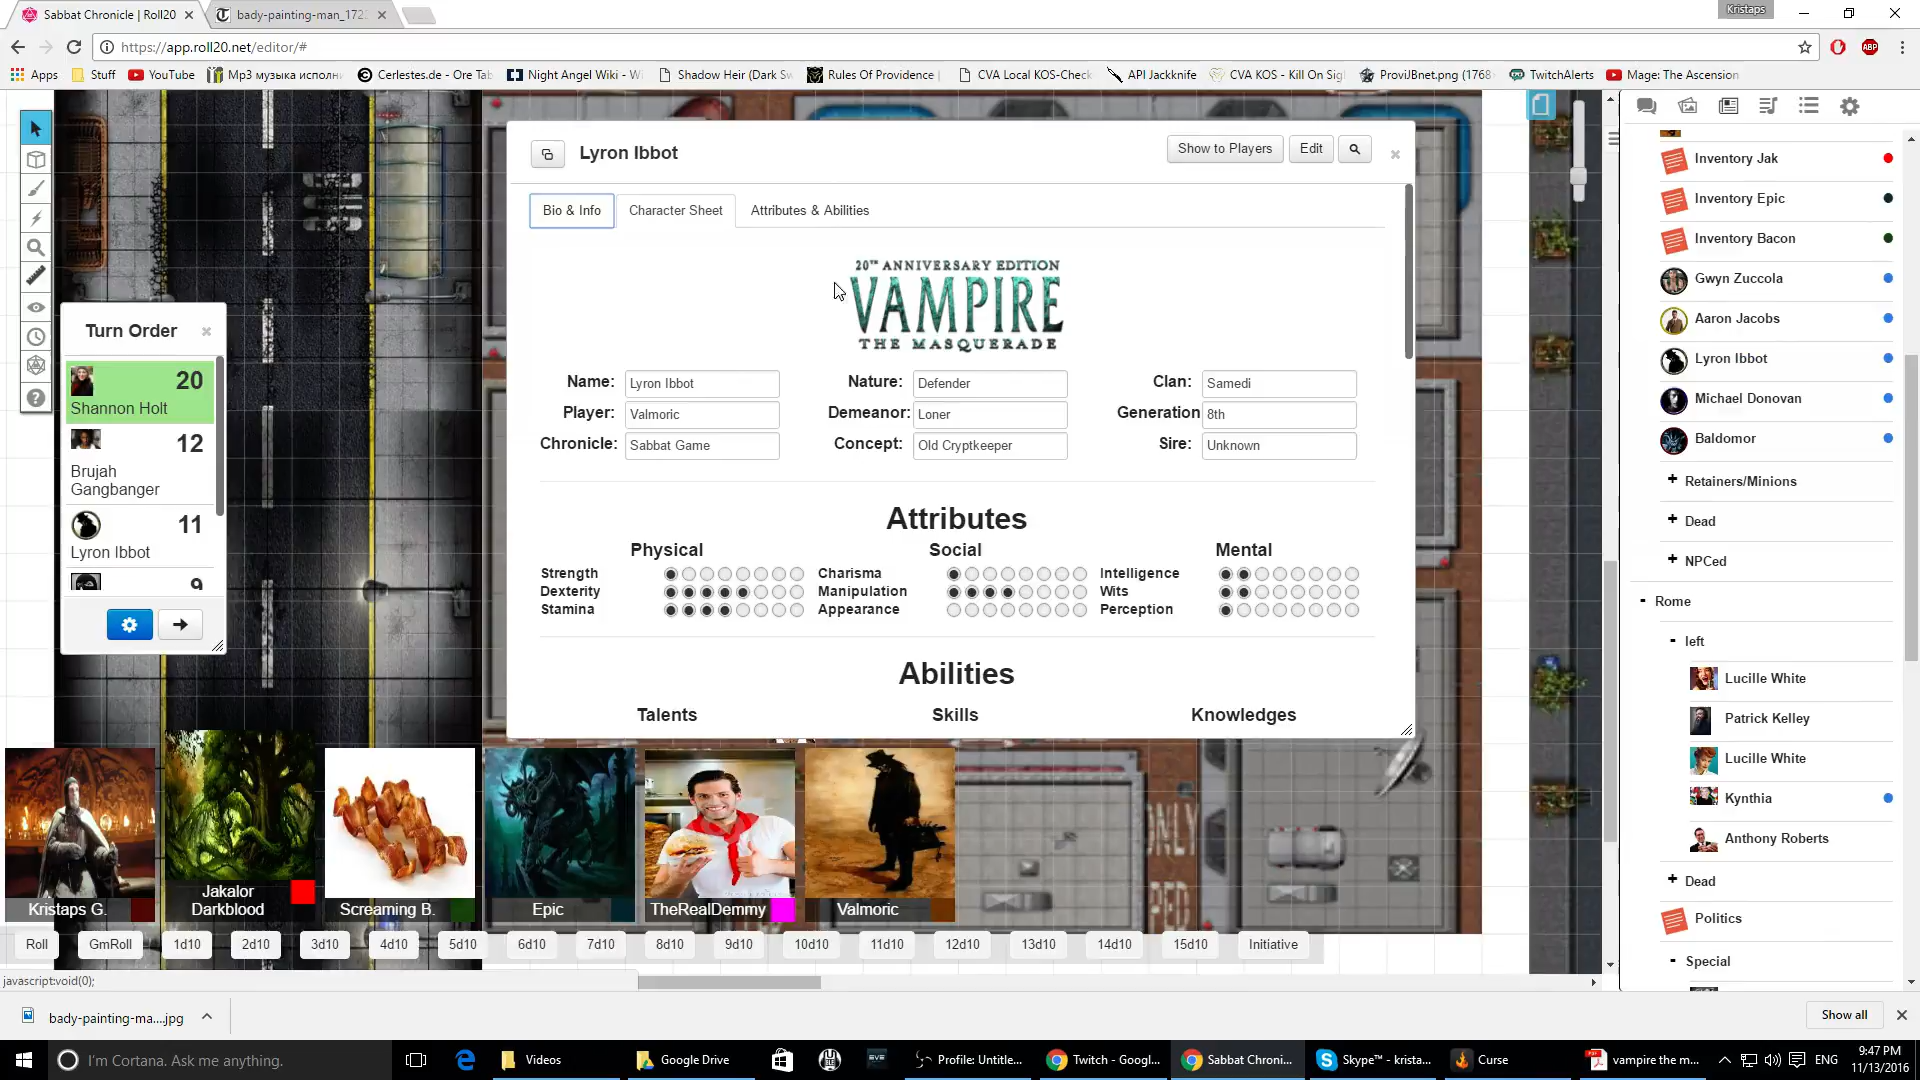 Sabbat Chronicle | Roll20
bady-painting-man_172
Kristaps
https://app.roll20.net/editor/#
Apps
Stuff
YouTube
Mp3 музыка исполн
Cerlestes.de - Ore Tab
Night Angel Wiki - W
Shadow Heir (Dark Sw
Rules Of Providence
CVA Local KOS-Check
API Jackknife
CVA KOS - Kill On Sig
ProviJBnet.png (1768
TwitchAlerts
Mage: The Ascension
Lyron Ibbot
Show to Players
Edit
Bio & Info
Character Sheet
Attributes & Abilities
20TH ANNIVERSARY EDITION
VAMPIRE
THE MASQUERADE
Name: Lyron Ibbot
Nature: Defender
Clan: Samedi
Player: Valmoric
Demeanor: Loner
Generation 8th
Chronicle: Sabbat Game
Concept: Old Cryptkeeper
Sire: Unknown
Attributes
Physical
Social
Mental
Strength
Charisma
Intelligence
Dexterity
Manipulation
Wits
Stamina
Appearance
Perception
Abilities
Talents
Skills
Knowledges
Turn Order
20
Shannon Holt
12
Brujah
Gangbanger
11
Lyron Ibbot
9
Inventory Jak
Inventory Epic
Inventory Bacon
Gwyn Zuccola
Aaron Jacobs
Lyron Ibbot
Michael Donovan
Baldomor
+ Retainers/Minions
+ Dead
+ NPCed
- Rome
- left
Lucille White
Patrick Kelley
Lucille White
Kynthia
Anthony Roberts
+ Dead
Politics
- Special
ONLY
Kristaps G.
Jakalor
Darkblood
Screaming B.
Epic
TheRealDemmy
Valmoric
Roll
GmRoll
1d10
2d10
3d10
4d10
5d10
6d10
7d10
8d10
9d10
10d10
11d10
12d10
13d10
14d10
15d10
Initiative
javascript:void(0);
bady-painting-ma....jpg
Show all
I'm Cortana. Ask me anything.
Videos
Google Drive
EVE
Profile: Untitle...
Twitch - Googl...
Sabbat Chroni...
Skype™ - krista...
Curse
vampire the m...
ENG
9:47 PM
11/13/2016